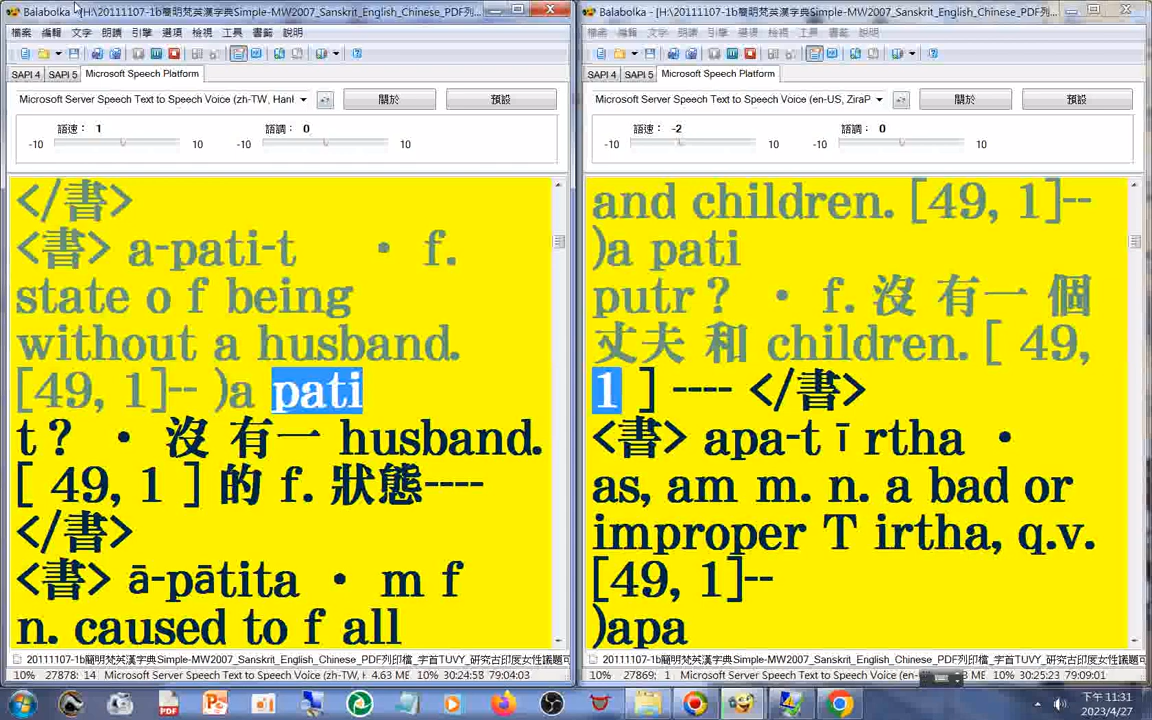 Balabolka - [H:\20111107-1b簡明梵英漢字典Simple-MW2007_Sanskrit_English_Chinese_PDF列...
檔案 編輯 文字 朗讀 引擎 選項 檢視 工具 書籤 說明
SAPI 4 SAPI 5 Microsoft Speech Platform
Microsoft Server Speech Text to Speech Voice (zh-TW, Hanl
關於 預設
語速： 1 語調： 0
-10 10 -10 10
</書>
<書> a-pati-t • f.
state o f being
without a husband.
[49, 1]-- )a pati
t？ • 沒 有一 husband.
[ 49, 1 ] 的 f. 狀態----
</書>
<書> ā-pātita • m f
n. caused to f all
20111107-1b簡明梵英漢字典Simple-MW2007_Sanskrit_English_Chinese_PDF列印檔_字首TUVY_研究古印度女性議題可
10% 27878: 14 Microsoft Server Speech Text to Speech Voice (zh-TW, H 4.63 ME 10% 30:24:58 79:04:03
Balabolka - [H:\20111107-1b簡明梵英漢字典Simple-MW2007_Sanskrit_English_Chinese_PDF列...
檔案 編輯 文字 朗讀 引擎 選項 檢視 工具 書籤 說明
SAPI 4 SAPI 5 Microsoft Speech Platform
Microsoft Server Speech Text to Speech Voice (en-US, ZiraP
關於 預設
語速： -2 語調： 0
-10 10 -10 10
and children. [49, 1]--
)a pati
putr？ • f. 沒 有一 個
丈夫 和 children. [ 49,
1 ] ---- </書>
<書> apa-t ī rtha •
as, am m. n. a bad or
improper T irtha, q.v.
[49, 1]--
)apa
20111107-1b簡明梵英漢字典Simple-MW2007_Sanskrit_English_Chinese_PDF列印檔_字首TUVY_研究古印度女性議題可
10% 27869: 1 Microsoft Server Speech Text to Speech Voice (en-US, Z 4.63 ME 10% 30:25:23 79:09:01
下午 11:31
2023/4/27